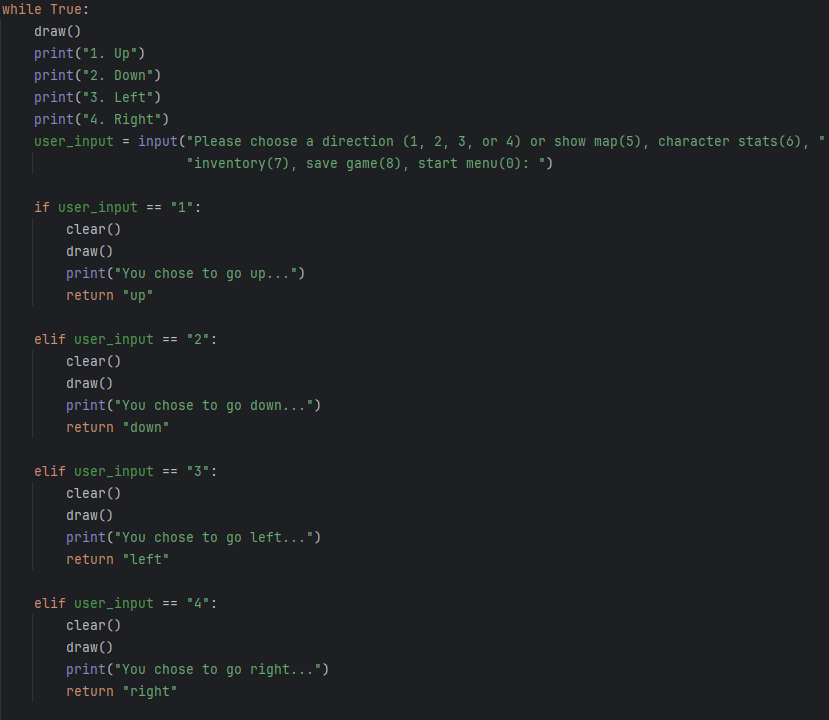 while True:
    draw()
    print("1. Up")
    print("2. Down")
    print("3. Left")
    print("4. Right")
    user_input = input("Please choose a direction (1, 2, 3, or 4) or show map(5), character stats(6), "
                       "inventory(7), save game(8), start menu(0): ")

    if user_input == "1":
        clear()
        draw()
        print("You chose to go up...")
        return "up"

    elif user_input == "2":
        clear()
        draw()
        print("You chose to go down...")
        return "down"

    elif user_input == "3":
        clear()
        draw()
        print("You chose to go left...")
        return "left"

    elif user_input == "4":
        clear()
        draw()
        print("You chose to go right...")
        return "right"